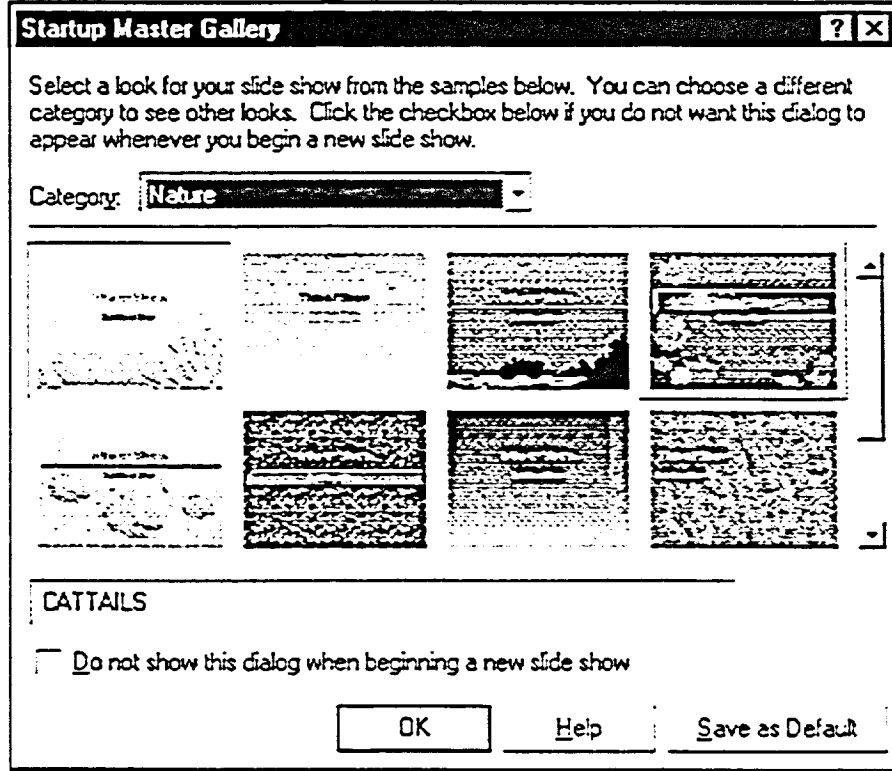 Startup Master Gallery
Select a look for your slide show from the samples below. You can choose a different
category to see other looks. Click the checkbox below if you do not want this dialog to
appear whenever you begin a new slide show.
Category: Nature
CATTAILS
Do not show this dialog when beginning a new slide show
OK Help Save as Default